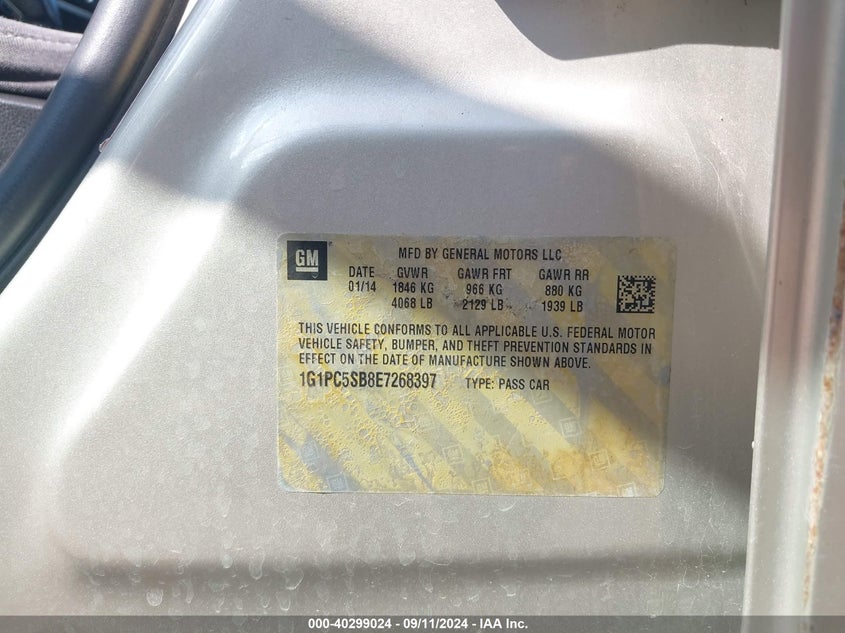 GM
MFD BY GENERAL MOTORS LLC
DATE GVWR GAWR FRT GAWR RR
01/14 1846 KG 966 KG 880 KG
4068 LB 2129 LB 1939 LB
THIS VEHICLE CONFORMS TO ALL APPLICABLE U.S. FEDERAL MOTOR
VEHICLE SAFETY, BUMPER, AND THEFT PREVENTION STANDARDS IN
EFFECT ON THE DATE OF MANUFACTURE SHOWN ABOVE.
1G1PC5SB8E7268397 TYPE: PASS CAR
000-40299024 - 09/11/2024 - IAA Inc.